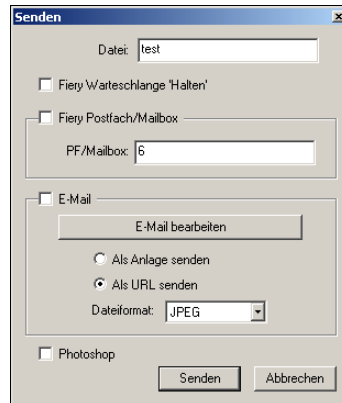 Senden
Datei: test
Fiery Warteschlange 'Halten'
Fiery Postfach/Mailbox
PF/Mailbox: 6
E-Mail
E-Mail bearbeiten
Als Anlage senden
Als URL senden
Dateiformat: JPEG
Photoshop
Senden Abbrechen